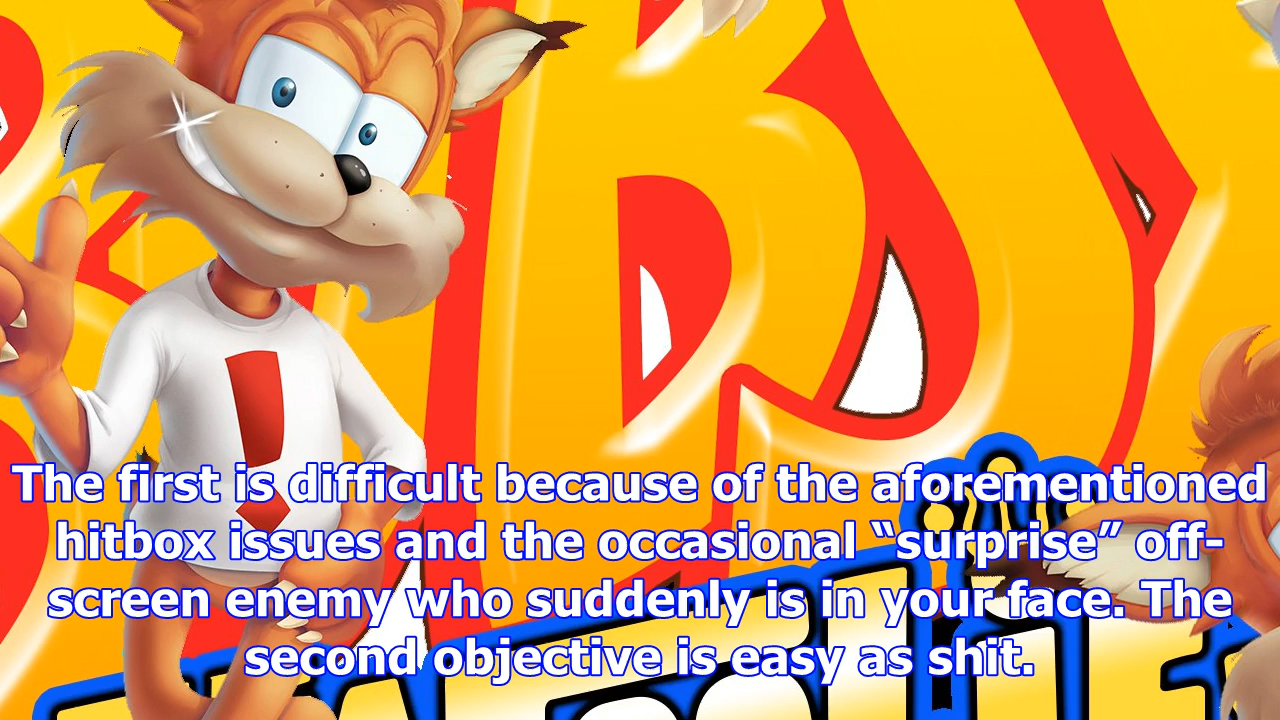 The first is difficult because of the aforementioned
hitbox issues and the occasional “surprise” off-
screen enemy who suddenly is in your face. The
second objective is easy as shit.